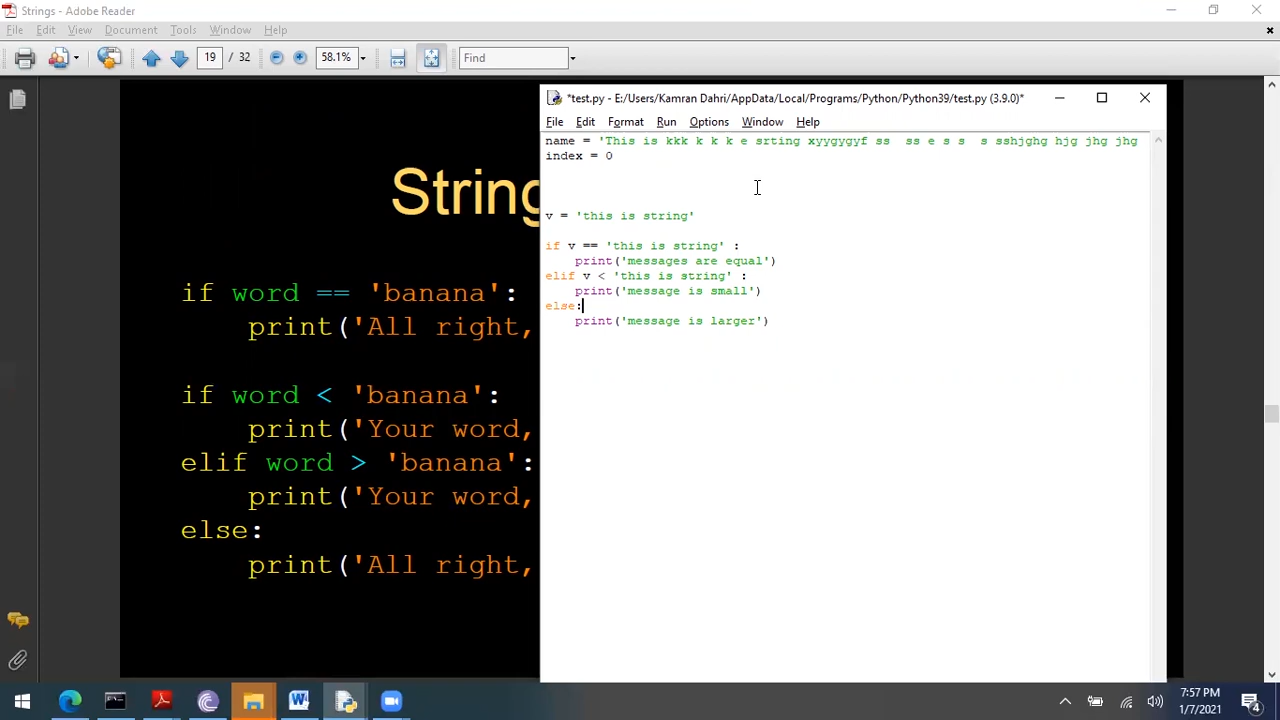 Strings - Adobe Reader
File Edit View Document Tools Window Help
19 / 32 58.1% Find
String
if word == 'banana':
print('All right,
if word < 'banana':
print('Your word,
elif word > 'banana':
print('Your word,
else:
print('All right,
*test.py - E:/Users/Kamran Dahri/AppData/Local/Programs/Python/Python39/test.py (3.9.0)*
File Edit Format Run Options Window Help
name = 'This is kkk k k k e srting xyygygyf ss ss e s s s sshjghg hjg jhg jhg
index = 0
v = 'this is string'
if v == 'this is string' :
print('messages are equal')
elif v < 'this is string' :
print('message is small')
else:
print('message is larger')
7:57 PM
1/7/2021
4